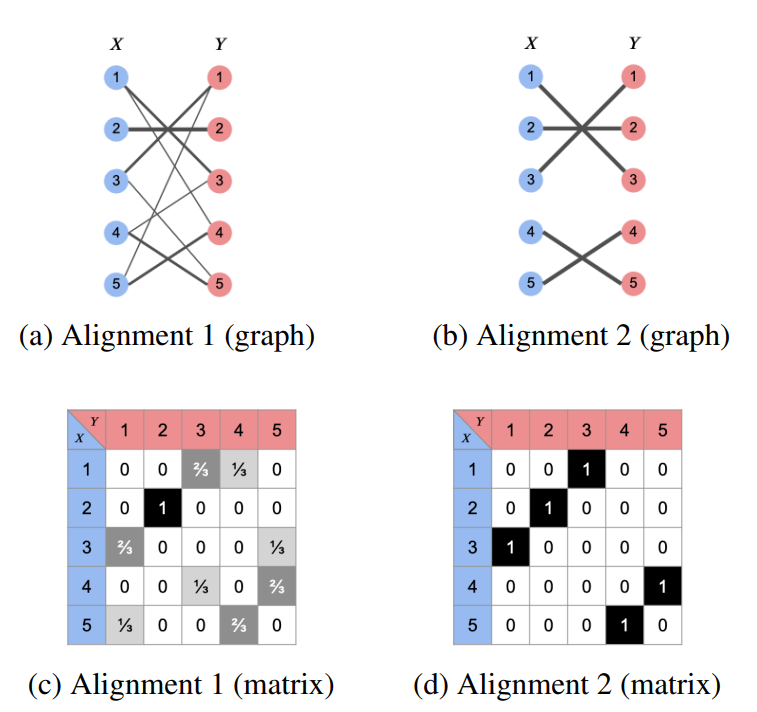 X Y
1 1
2 2
3 3
4 4
5 5
(a) Alignment 1 (graph)
X Y
1 1
2 2
3 3
4 4
5 5
(b) Alignment 2 (graph)
Y
X 1 2 3 4 5
1 0 0 ⅔ ⅓ 0
2 0 1 0 0 0
3 ⅔ 0 0 0 ⅓
4 0 0 ⅓ 0 ⅔
5 ⅓ 0 0 ⅔ 0
(c) Alignment 1 (matrix)
Y
X 1 2 3 4 5
1 0 0 1 0 0
2 0 1 0 0 0
3 1 0 0 0 0
4 0 0 0 0 1
5 0 0 0 1 0
(d) Alignment 2 (matrix)